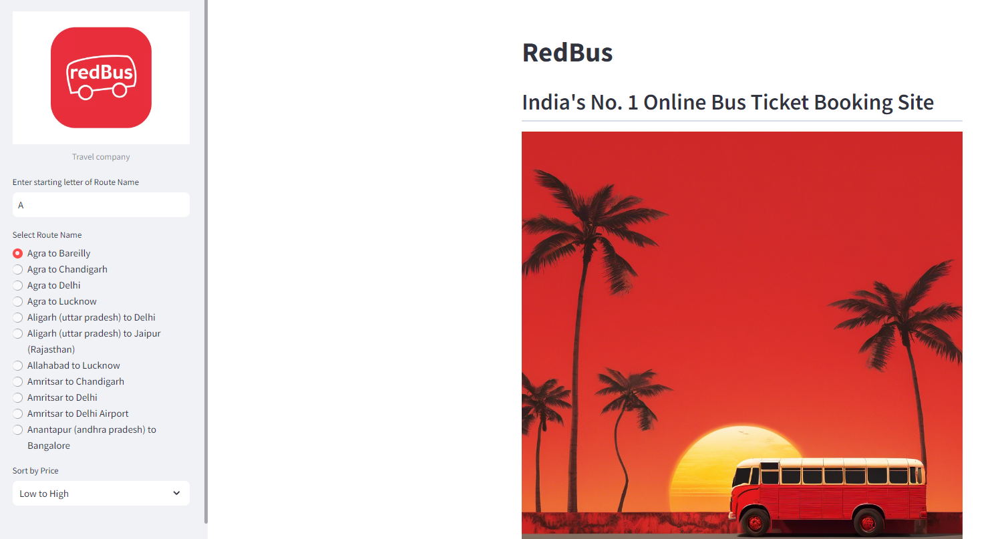 redBus
Travel company
Enter starting letter of Route Name
A
Select Route Name
Agra to Bareilly
Agra to Chandigarh
Agra to Delhi
Agra to Lucknow
Aligarh (uttar pradesh) to Delhi
Aligarh (uttar pradesh) to Jaipur
(Rajasthan)
Allahabad to Lucknow
Amritsar to Chandigarh
Amritsar to Delhi
Amritsar to Delhi Airport
Anantapur (andhra pradesh) to
Bangalore
Sort by Price
Low to High
RedBus
India's No. 1 Online Bus Ticket Booking Site